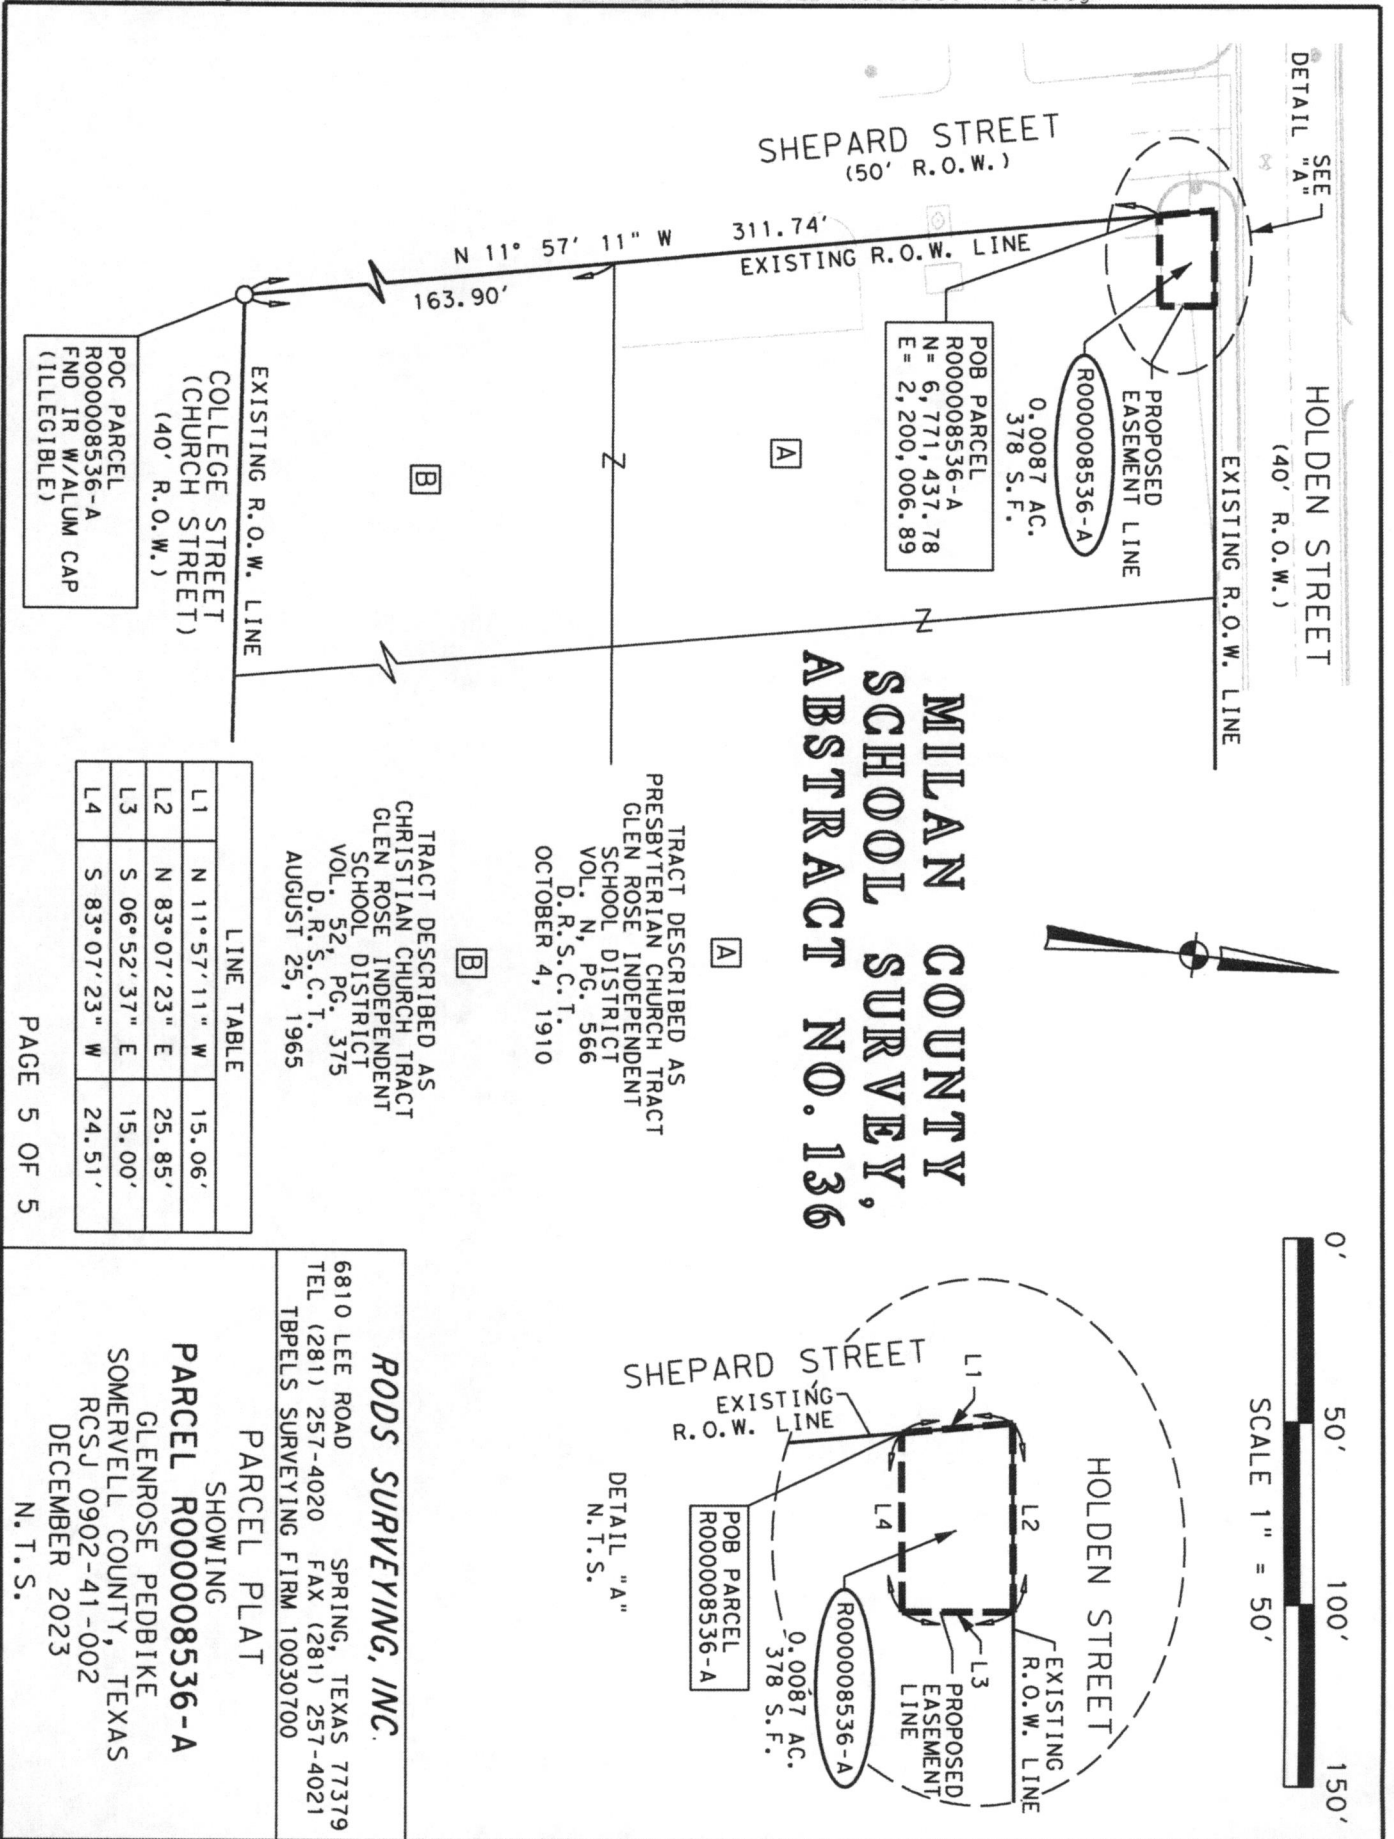 SEE
DETAIL "A"
HOLDEN STREET
(40' R.O.W.)
EXISTING R.O.W. LINE
SHEPARD STREET
(50' R.O.W.)
PROPOSED
EASEMENT LINE
R000008536-A
0.0087 AC.
378 S.F.
POB PARCEL
R000008536-A
N= 6,771,437.78
E= 2,200,006.89
N 11° 57' 11" W 311.74'
EXISTING R.O.W. LINE
163.90'
A
B
EXISTING R.O.W. LINE
COLLEGE STREET
(CHURCH STREET)
(40' R.O.W.)
POC PARCEL
R000008536-A
FND IR W/ALUM CAP
(ILLEGIBLE)
MILAN COUNTY
SCHOOL SURVEY,
ABSTRACT NO. 136
A
TRACT DESCRIBED AS
PRESBYTERIAN CHURCH TRACT
GLEN ROSE INDEPENDENT
SCHOOL DISTRICT
VOL. N, PG. 566
D.R.S.C.T.
OCTOBER 4, 1910
B
TRACT DESCRIBED AS
CHRISTIAN CHURCH TRACT
GLEN ROSE INDEPENDENT
SCHOOL DISTRICT
VOL. 52, PG. 375
D.R.S.C.T.
AUGUST 25, 1965
LINE TABLE
L1 N 11°57'11" W 15.06'
L2 N 83°07'23" E 25.85'
L3 S 06°52'37" E 15.00'
L4 S 83°07'23" W 24.51'
PAGE 5 OF 5
0' 50' 100' 150'
SCALE 1" = 50'
HOLDEN STREET
EXISTING
R.O.W. LINE
SHEPARD STREET
EXISTING
R.O.W. LINE
L1
L2
L3
L4
PROPOSED
EASEMENT
LINE
R000008536-A
0.0087 AC.
378 S.F.
POB PARCEL
R000008536-A
DETAIL "A"
N.T.S.
RODS SURVEYING, INC.
6810 LEE ROAD SPRING, TEXAS 77379
TEL (281) 257-4020 FAX (281) 257-4021
TBPELS SURVEYING FIRM 10030700
PARCEL PLAT
SHOWING
PARCEL R000008536-A
GLENROSE PEDBIKE
SOMERVELL COUNTY, TEXAS
RCSJ 0902-41-002
DECEMBER 2023
N.T.S.